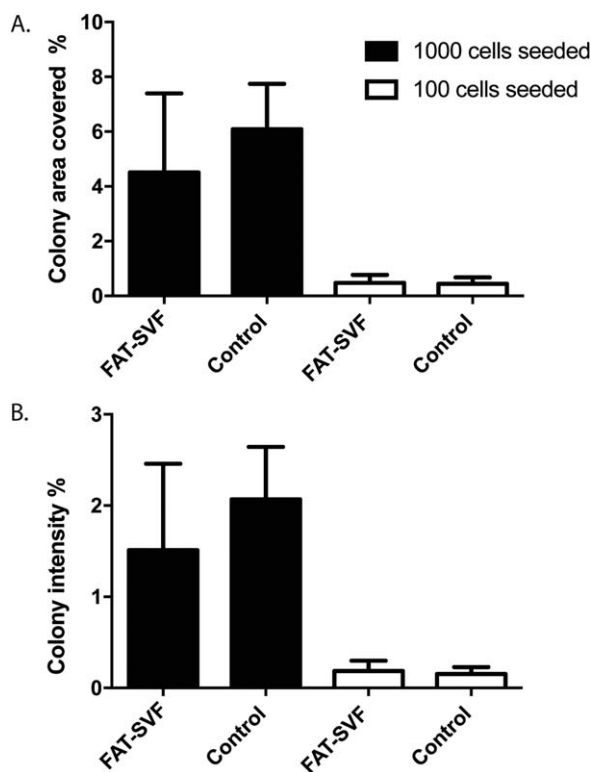 A.
Colony area covered %
10
8
6
4
2
0
1000 cells seeded
100 cells seeded
FAT-SVF
Control
FAT-SVF
Control
B.
Colony intensity %
3
2
1
0
FAT-SVF
Control
FAT-SVF
Control